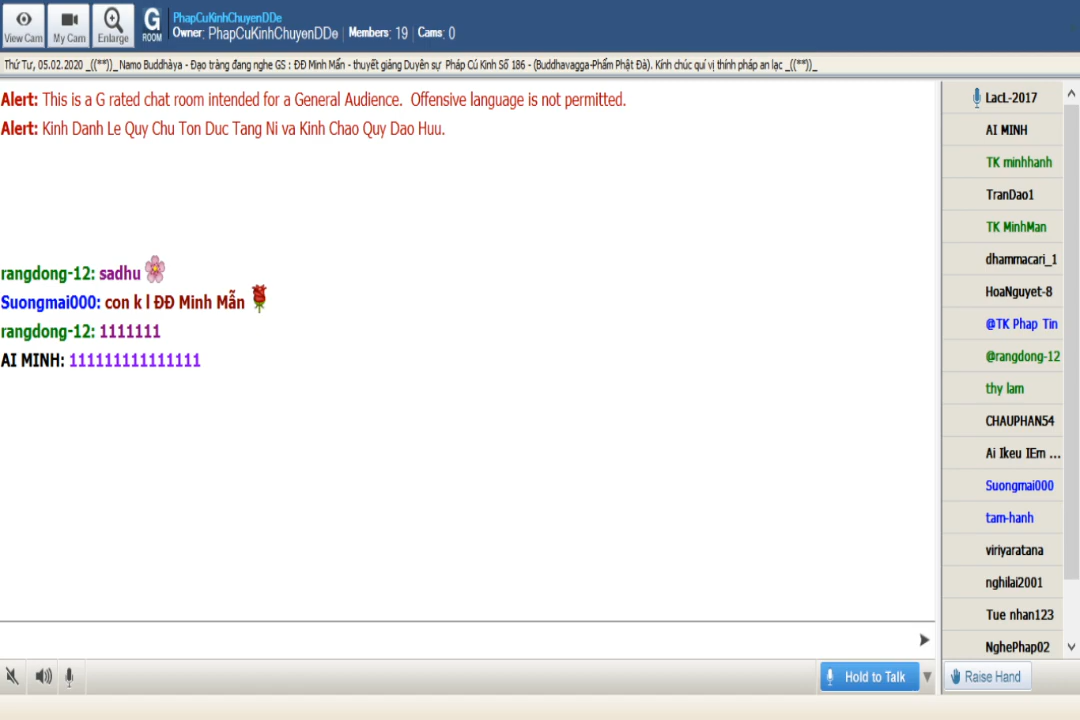 View Cam
My Cam
Enlarge
G
ROOM
PhapCuKinhChuyenDDe
Owner: PhapCuKinhChuyenDDe | Members: 19 | Cams: 0
Thứ Tư, 05.02.2020 _((**))_ Namo Buddhàya - Đạo tràng đang nghe GS : ĐĐ Minh Mẩn - thuyết giảng Duyên sự Pháp Cú Kinh Số 186 - (Buddhavagga-Phẩm Phật Đà). Kính chúc quí vị thính pháp an lạc _((**))_
Alert: This is a G rated chat room intended for a General Audience. Offensive language is not permitted.
Alert: Kinh Danh Le Quy Chu Ton Duc Tang Ni va Kinh Chao Quy Dao Huu.
rangdong-12: sadhu
Suongmai000: con k l ĐĐ Minh Mẫn
rangdong-12: 1111111
AI MINH: 111111111111111
LacL-2017
AI MINH
TK minhhanh
TranDao1
TK MinhMan
dhammacari_1
HoaNguyet-8
@TK Phap Tin
@rangdong-12
thy lam
CHAUPHAN54
Ai Ikeu IEm ...
Suongmai000
tam-hanh
viriyaratana
nghilai2001
Tue nhan123
NghePhap02
Hold to Talk
Raise Hand